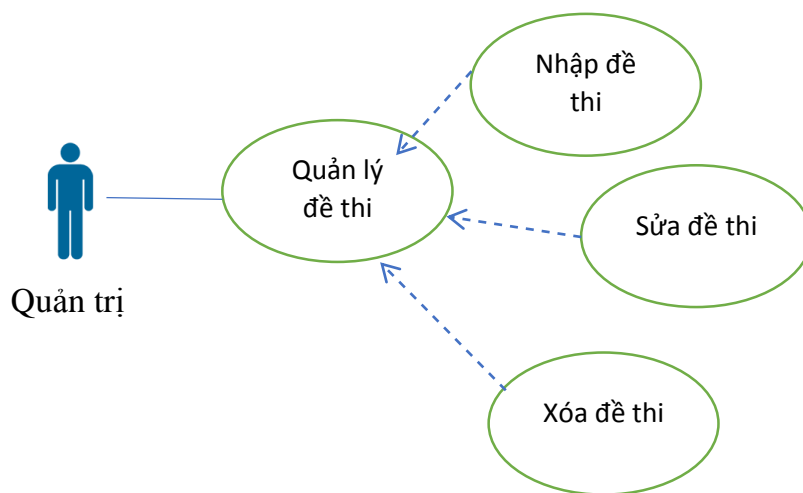 Nhập đề
thi
Quản lý
đề thi
Sửa đề thi
Quản trị
Xóa đề thi